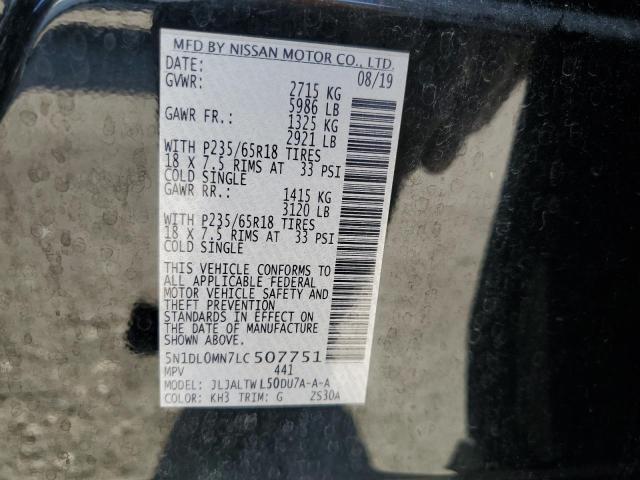 MFD BY NISSAN MOTOR CO., LTD.
DATE: 08/19
GVWR: 2715 KG
5986 LB
GAWR FR.: 1325 KG
2921 LB
WITH P235/65R18 TIRES
18 X 7.5 RIMS AT 33 PSI
COLD SINGLE
GAWR RR.: 1415 KG
3120 LB
WITH P235/65R18 TIRES
18 X 7.5 RIMS AT 33 PSI
COLD SINGLE
THIS VEHICLE CONFORMS TO
ALL APPLICABLE FEDERAL
MOTOR VEHICLE SAFETY AND
THEFT PREVENTION
STANDARDS IN EFFECT ON
THE DATE OF MANUFACTURE
SHOWN ABOVE.
5N1DL0MN7LC507751
MPV 441
MODEL: JLJALTWL50DU7A-A-A
COLOR: KH3 TRIM: G ZS30A